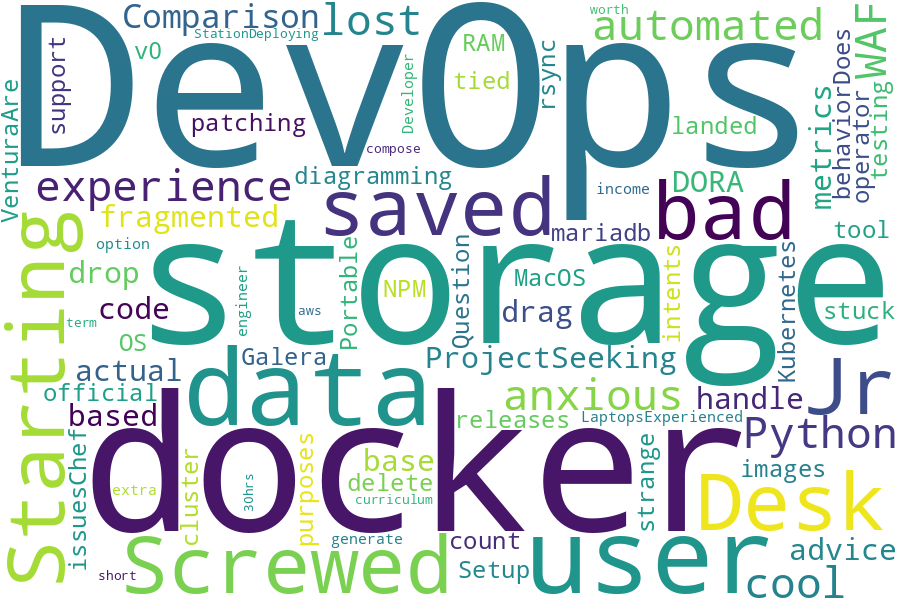 Comparison
lost
worth
automated
StationDeploying
v0
RAM
DevOps
WAF
support
VenturaAre
tied
Developer
rsync
metrics
behaviorDoes
operator
testing
patching
compose
landed
diagramming
experience
income
DORA
fragmented
saved
bad
mariadb
tool
option
Starting
storage
drop
engineer
Portable
NPM
Question
MacOS
intents
Kubernetes
code
aws
drag
stuck
term
OS
Galera
ProjectSeeking
actual
data
official
anxious
handle
Jr
based
releases
LaptopsExperienced
Python
docker
issuesChef
cluster
purposes
base
delete
strange
images
extra
30hrs
curriculum
Desk
generate
count
user
advice
Screwed
short
Setup
cool